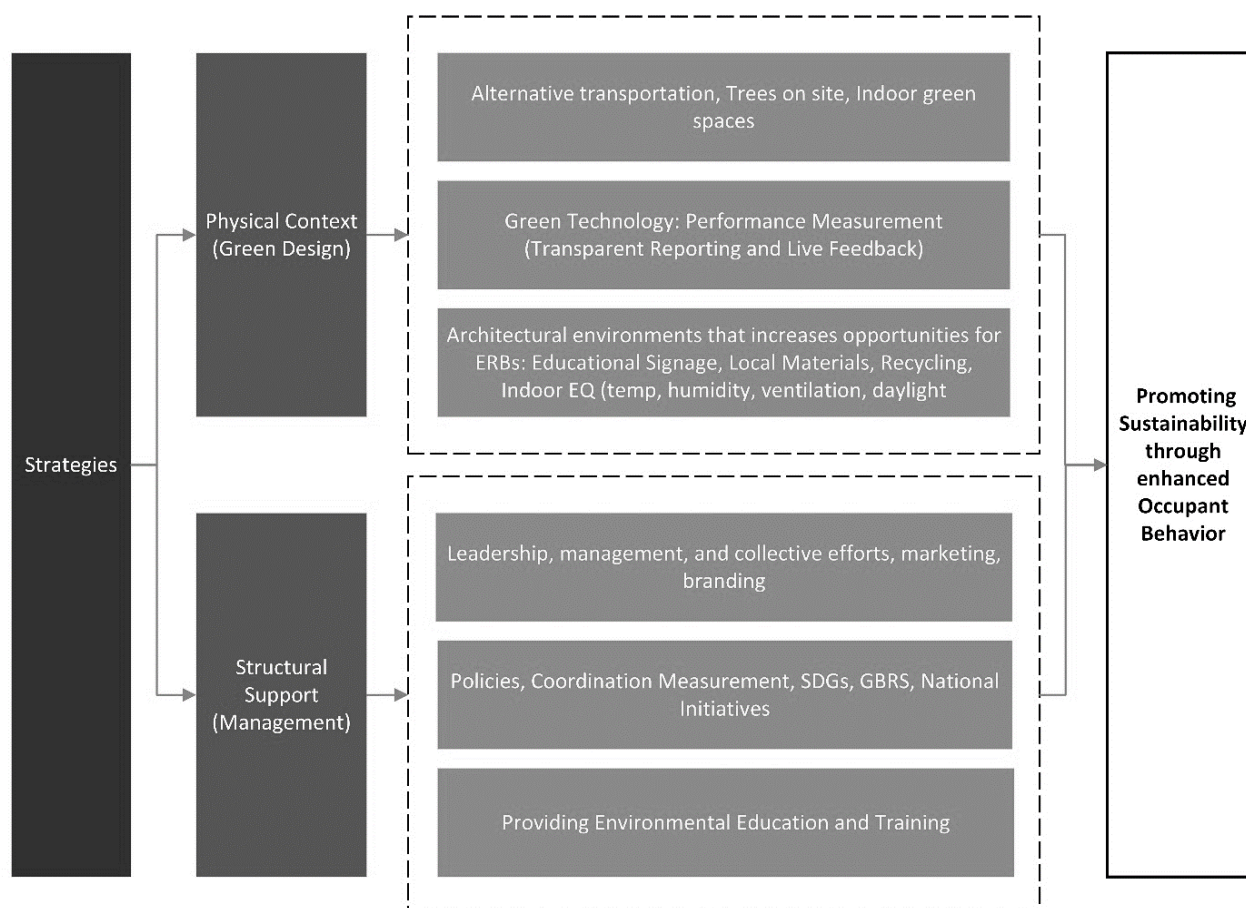 Strategies
Physical Context
(Green Design)
Alternative transportation, Trees on site, Indoor green
spaces
Green Technology: Performance Measurement
(Transparent Reporting and Live Feedback)
Architectural environments that increases opportunities for
ERBs: Educational Signage, Local Materials, Recycling,
Indoor EQ (temp, humidity, ventilation, daylight
Structural
Support
(Management)
Leadership, management, and collective efforts, marketing,
branding
Policies, Coordination Measurement, SDGs, GBRS, National
Initiatives
Providing Environmental Education and Training
Promoting
Sustainability
through
enhanced
Occupant
Behavior